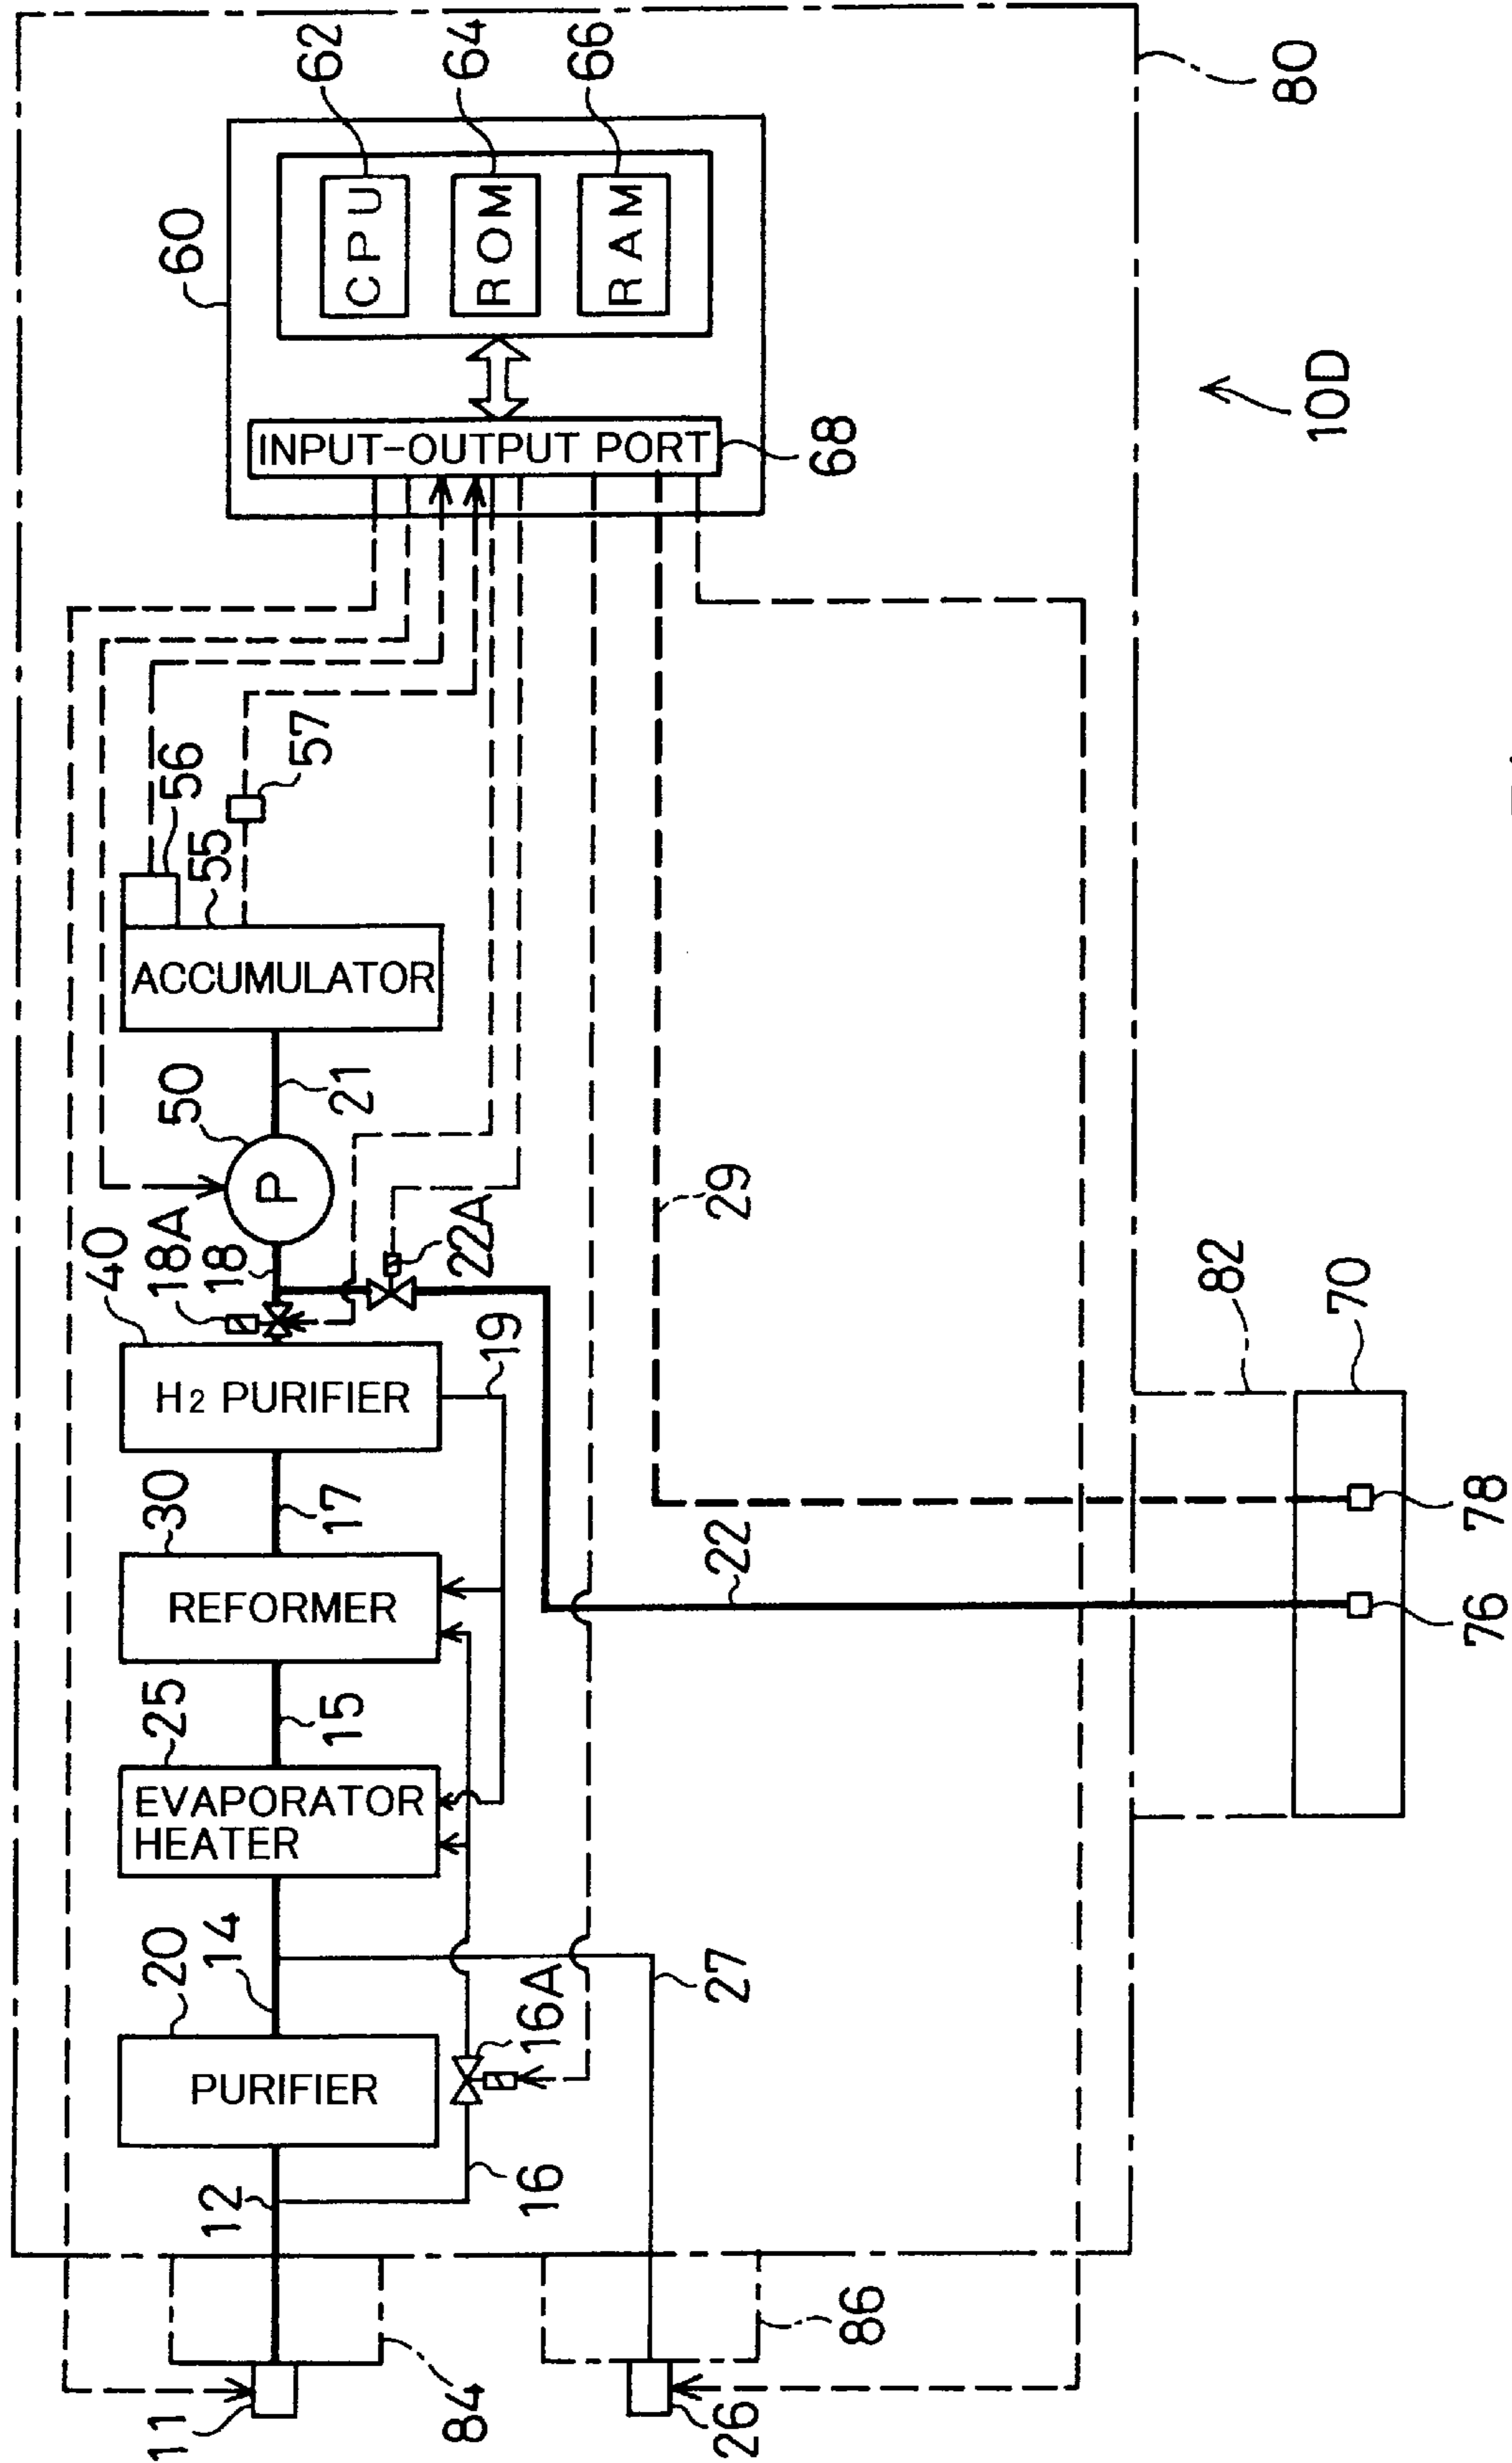 62
64
66
60
CPU
ROM
RAM
80
INPUT-OUTPUT PORT
68
10D
57
56
55
ACCUMULATOR
21
50
P
18A
18
22A
29
40
H2 PURIFIER
19
82
70
17
30
REFORMER
22
78
76
15
25
EVAPORATOR
HEATER
14
20
PURIFIER
16A
27
16
12
86
84
11
26